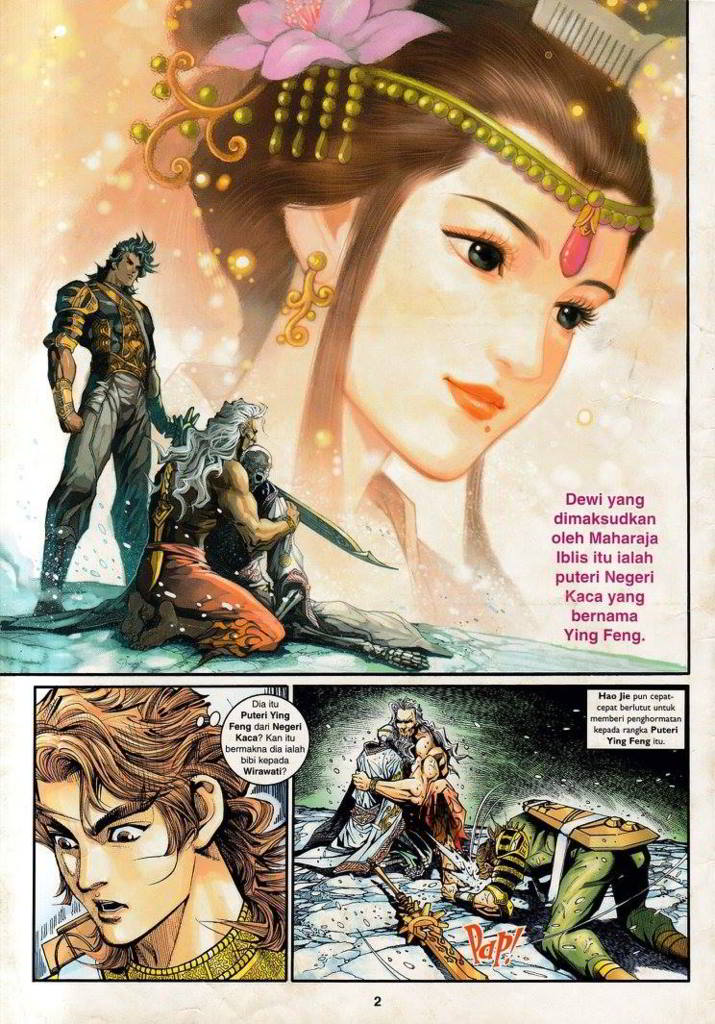 Dewi yang
dimaksudkan
oleh Maharaja
Iblis itu ialah
puteri Negeri
Kaca yang
bernama
Ying Feng.
Dia itu
Puteri Ying
Feng dari Negeri
Kaca? Kan itu
bermakna dia ialah
bibi kepada
Wirawati?
Hao Jie pun cepat-
cepat berlutut untuk
memberi penghormatan
kepada rangka Puteri
Ying Feng itu.
Pap!
2